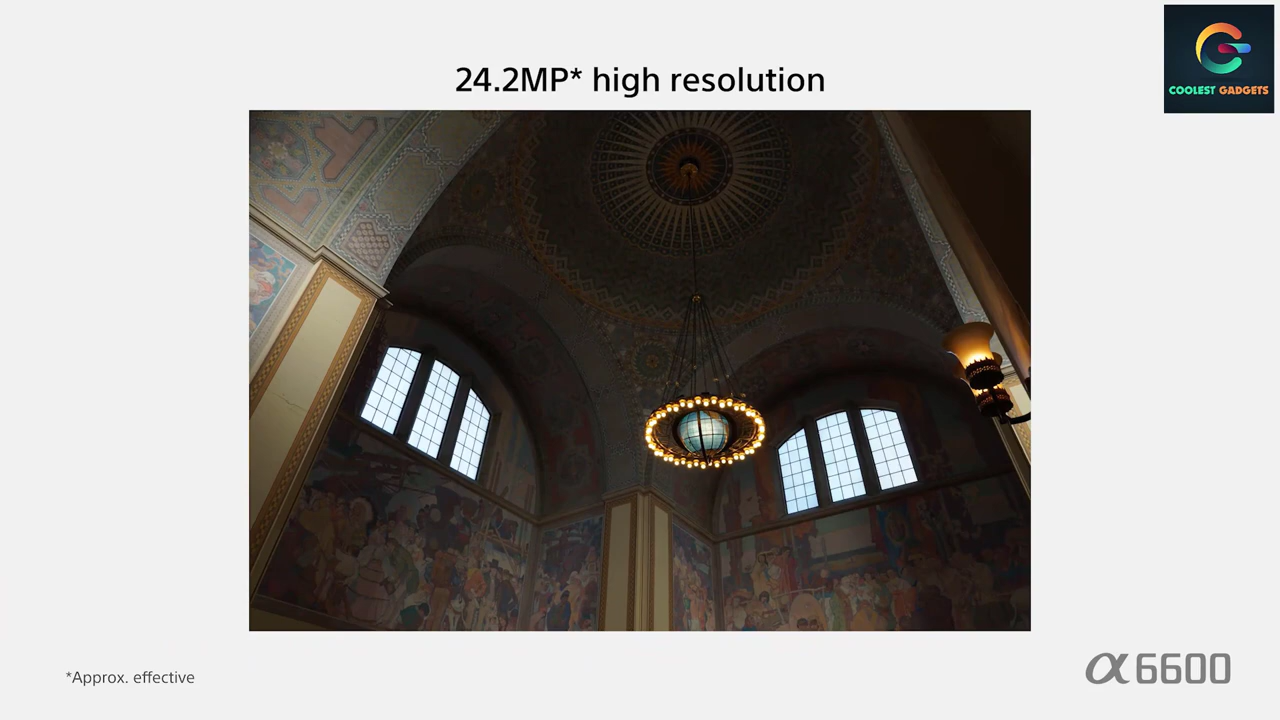 24.2MP* high resolution
COOLEST GADGETS
*Approx. effective
α6600